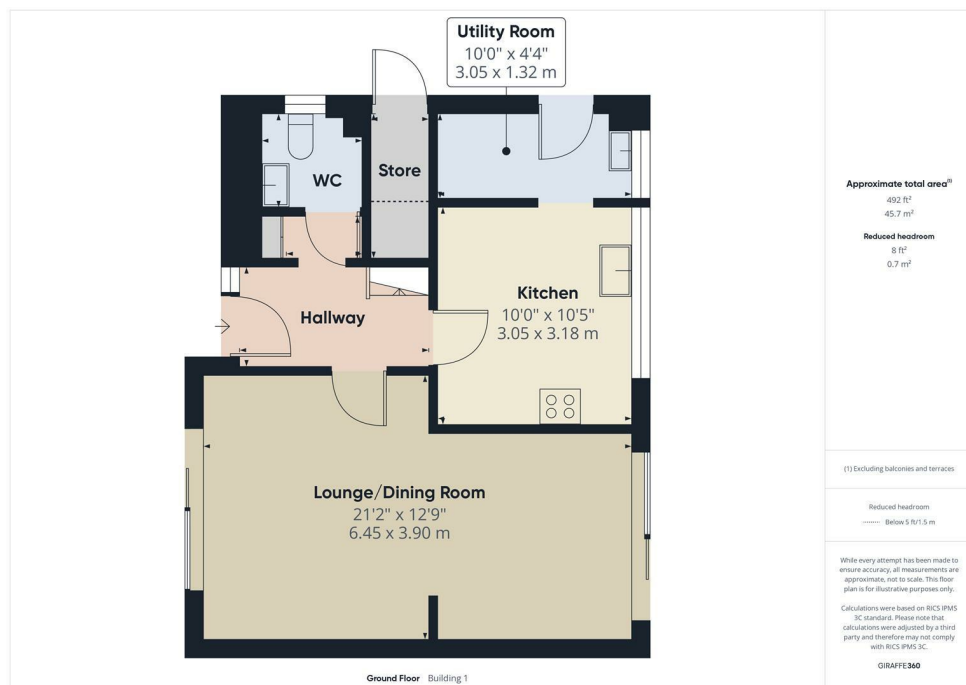 Utility Room
10'0" x 4'4"
3.05 x 1.32 m
WC
Store
Hallway
Kitchen
10'0" x 10'5"
3.05 x 3.18 m
Lounge/Dining Room
21'2" x 12'9"
6.45 x 3.90 m
Ground Floor Building 1
Approximate total area(1)
492 ft²
45.7 m²
Reduced headroom
8 ft²
0.7 m²
(1) Excluding balconies and terraces
Reduced headroom
Below 5 ft/1.5 m
While every attempt has been made to
ensure accuracy, all measurements are
approximate, not to scale. This floor
plan is for illustrative purposes only.
Calculations were based on RICS IPMS
3C standard. Please note that
calculations were adjusted by a third
party and therefore may not comply
with RICS IPMS 3C.
GIRAFFE360